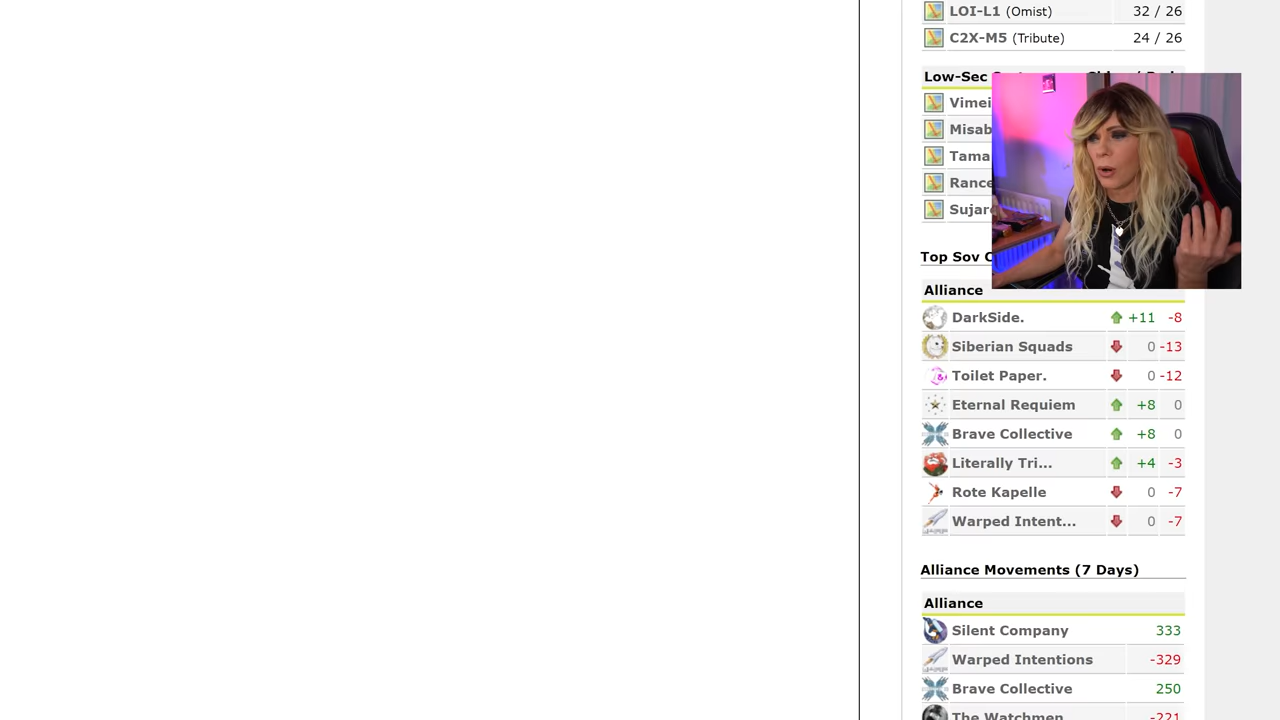 LOI-L1 (Omist) 32 / 26
C2X-M5 (Tribute) 24 / 26
Low-Sec
Vimei
Misab
Tama
Rance
Sujar
Top Sov C
Alliance
DarkSide. +11 -8
Siberian Squads 0 -13
Toilet Paper. 0 -12
Eternal Requiem +8 0
Brave Collective +8 0
Literally Tri... +4 -3
Rote Kapelle 0 -7
Warped Intent... 0 -7
Alliance Movements (7 Days)
Alliance
Silent Company 333
Warped Intentions -329
Brave Collective 250
The Watchmen -221